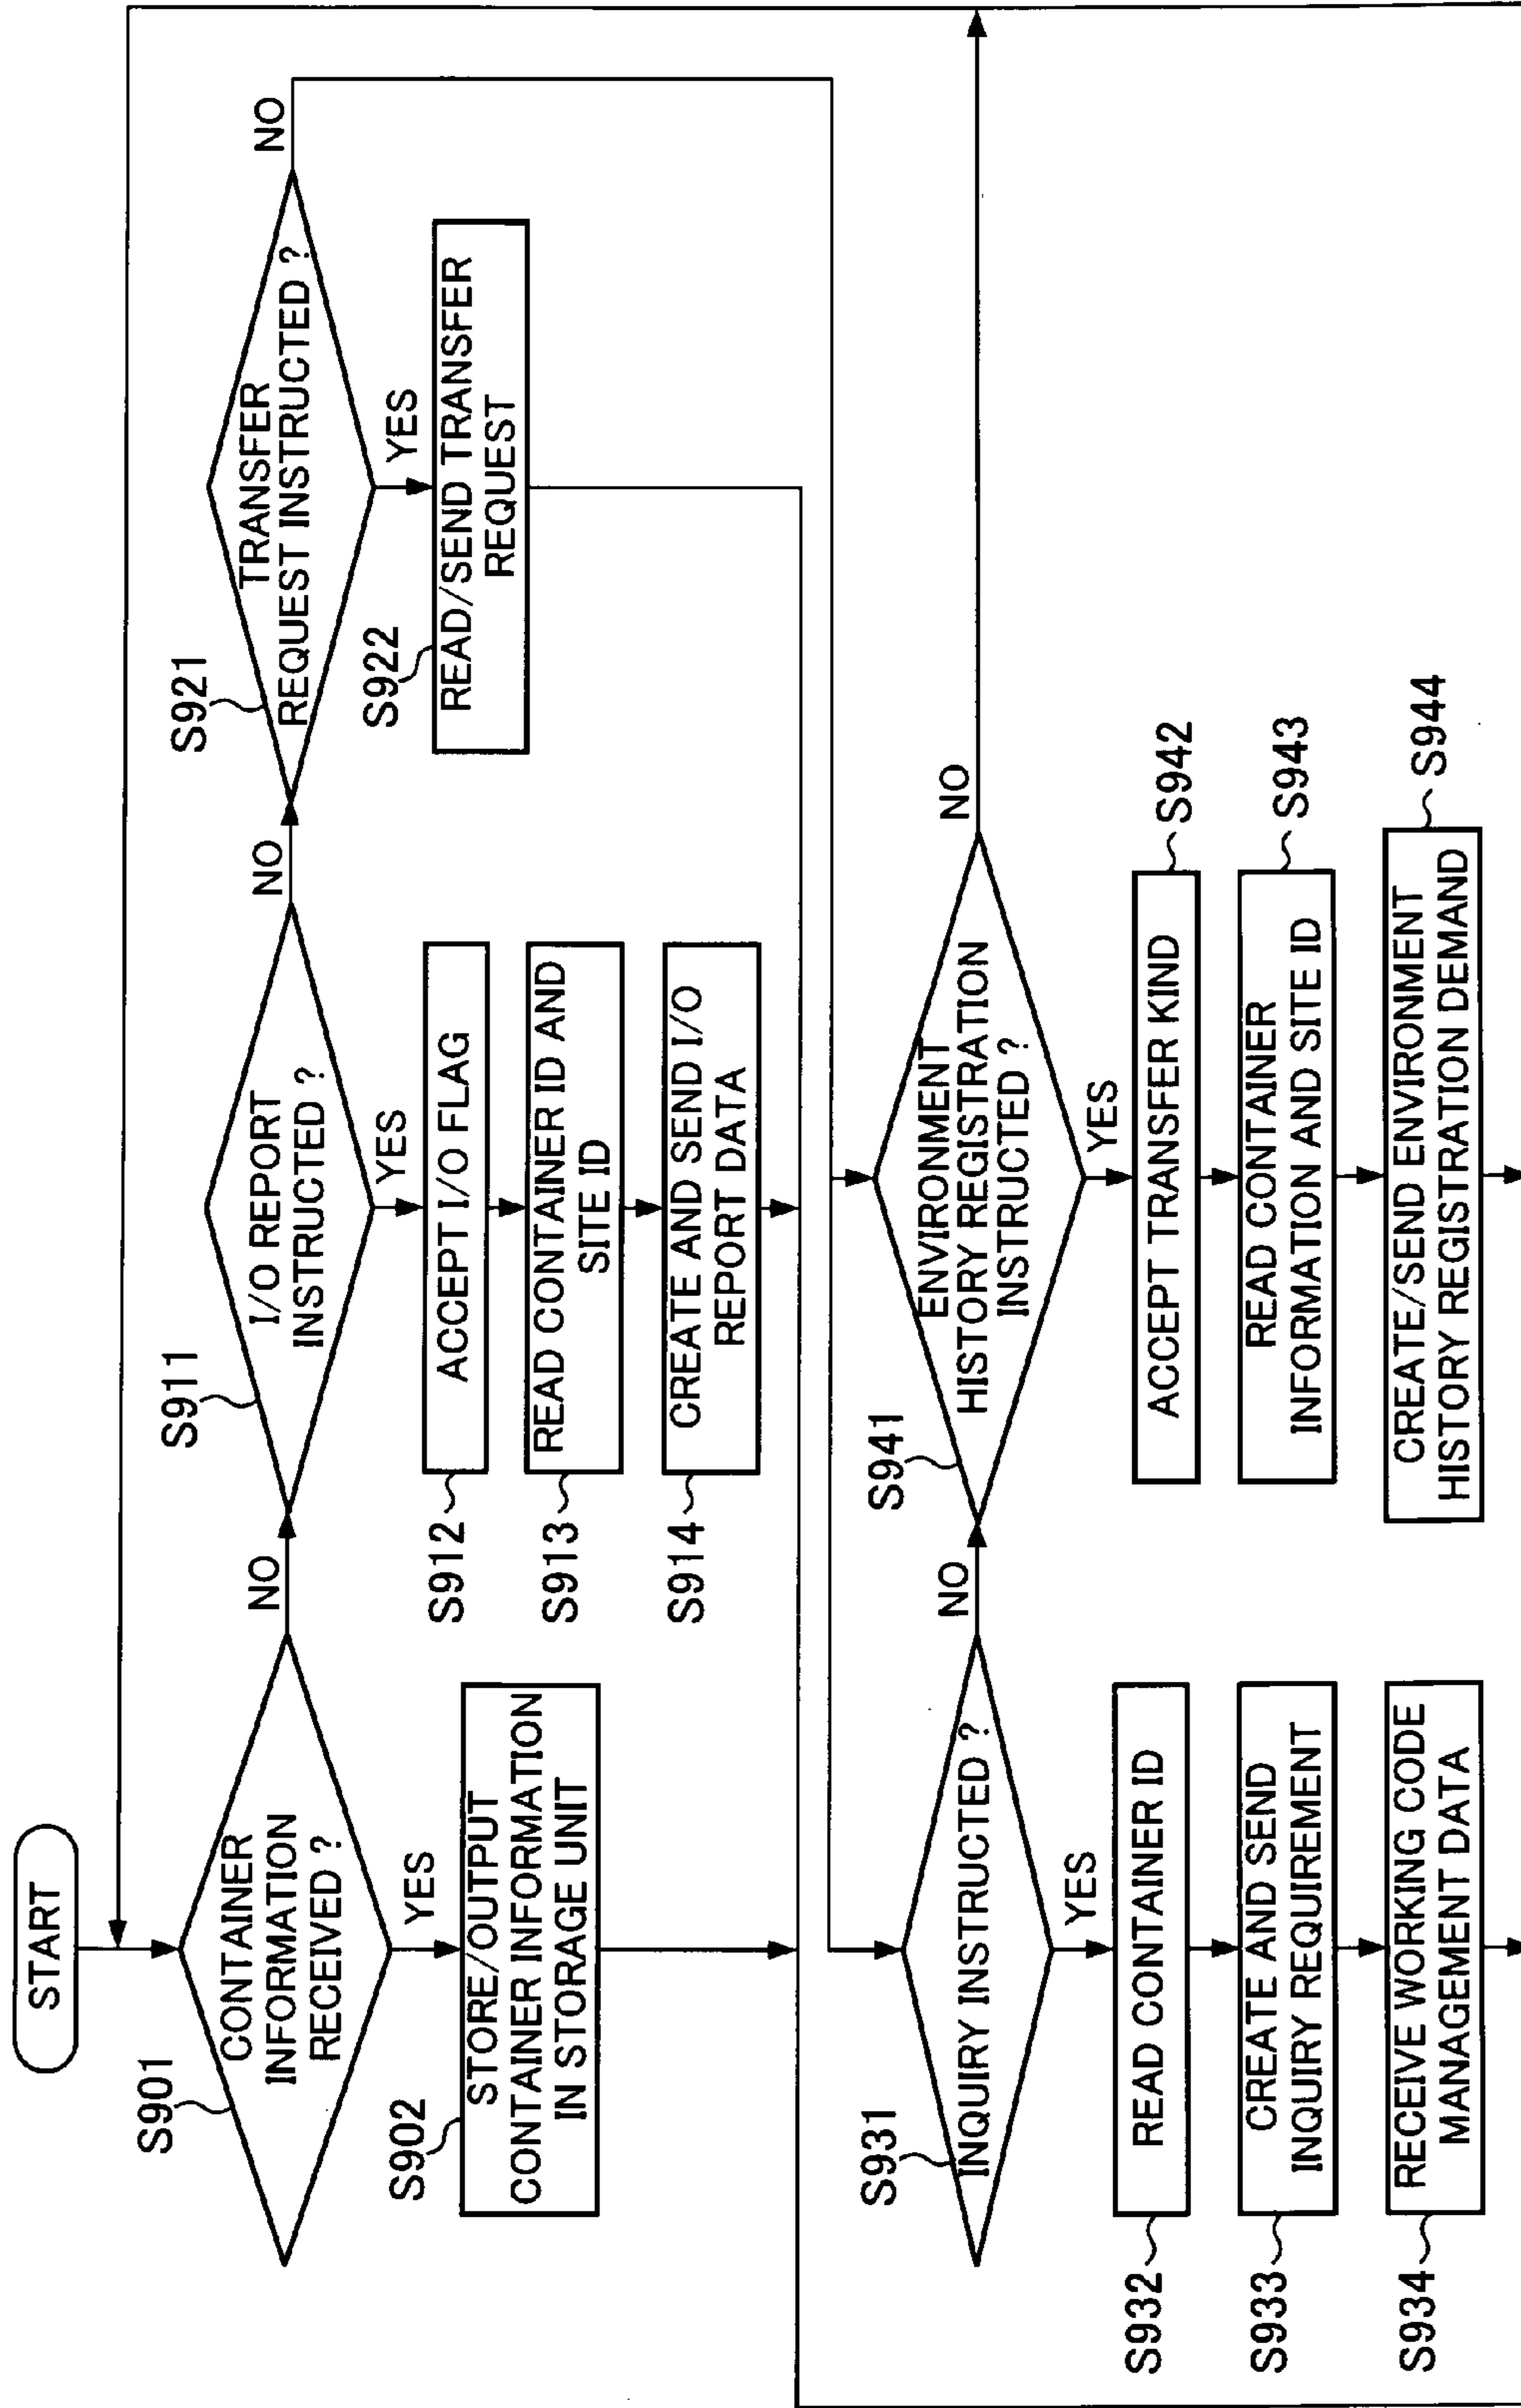 START
S901
CONTAINER
INFORMATION
RECEIVED ?
NO
YES
S902
STORE/OUTPUT
CONTAINER INFORMATION
IN STORAGE UNIT
S911
I/O REPORT
INSTRUCTED ?
NO
YES
S912
ACCEPT I/O FLAG
S913
READ CONTAINER ID AND
SITE ID
S914
CREATE AND SEND I/O
REPORT DATA
S921
TRANSFER
REQUEST INSTRUCTED ?
NO
YES
S922
READ/SEND TRANSFER
REQUEST
S931
INQUIRY INSTRUCTED ?
NO
YES
S932
READ CONTAINER ID
S933
CREATE AND SEND
INQUIRY REQUIREMENT
S934
RECEIVE WORKING CODE
MANAGEMENT DATA
S941
ENVIRONMENT
HISTORY REGISTRATION
INSTRUCTED ?
NO
YES
ACCEPT TRANSFER KIND
S942
READ CONTAINER
INFORMATION AND SITE ID
S943
CREATE/SEND ENVIRONMENT
HISTORY REGISTRATION DEMAND
S944